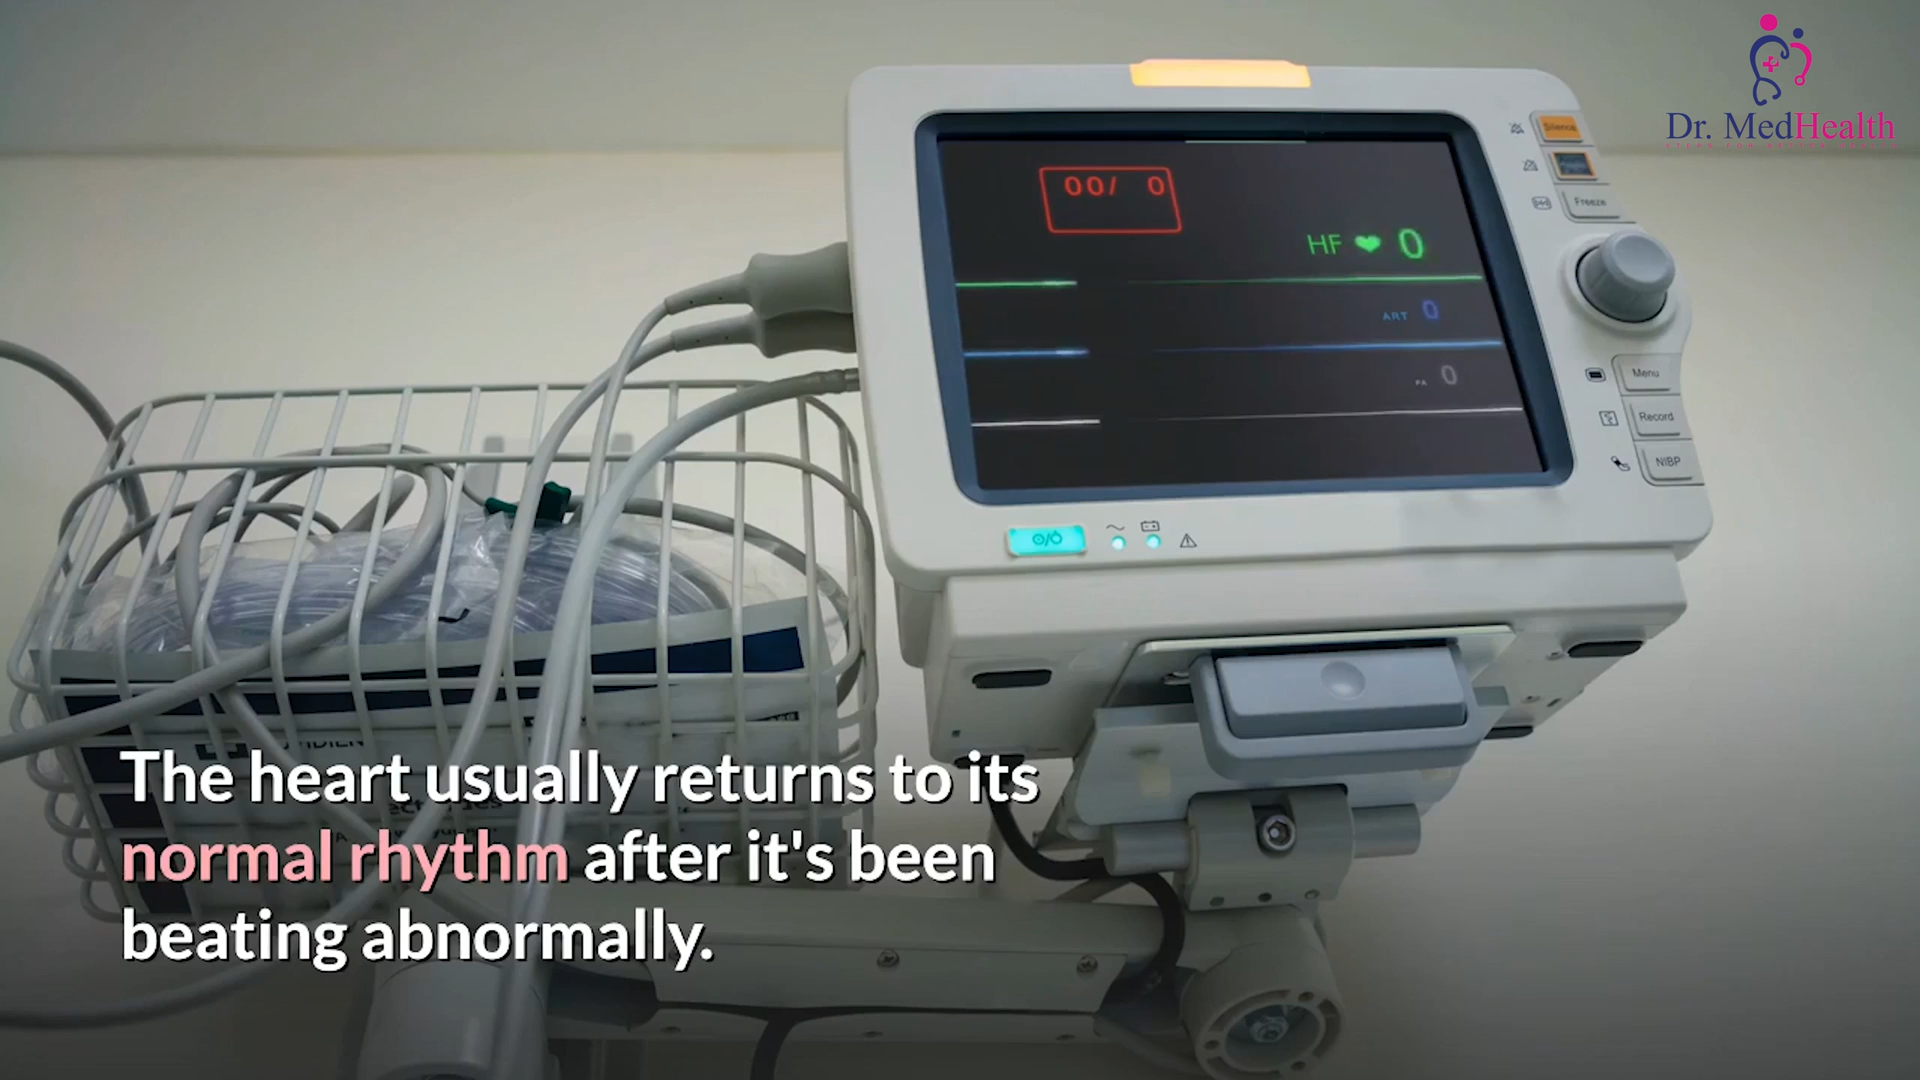 Dr. MedHealth
Silence
00/ 0
Freeze
HF 0
ART 0
PA 0
Menu
Record
NIBP
The heart usually returns to its
normal rhythm after it's been
beating abnormally.